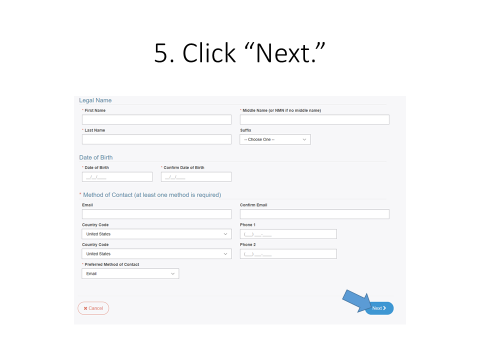 5. Click “Next.”
Legal Name
* First Name
* Middle Name (or NMN if no middle name)
* Last Name
Suffix
-- Choose One --
Date of Birth
* Date of Birth
* Confirm Date of Birth
__/__/____
__/__/____
* Method of Contact (at least one method is required)
Email
Confirm Email
Country Code
Phone 1
United States
(___)___-____
Country Code
Phone 2
United States
(___)___-____
* Preferred Method of Contact
Email
✖ Cancel
Next ❯